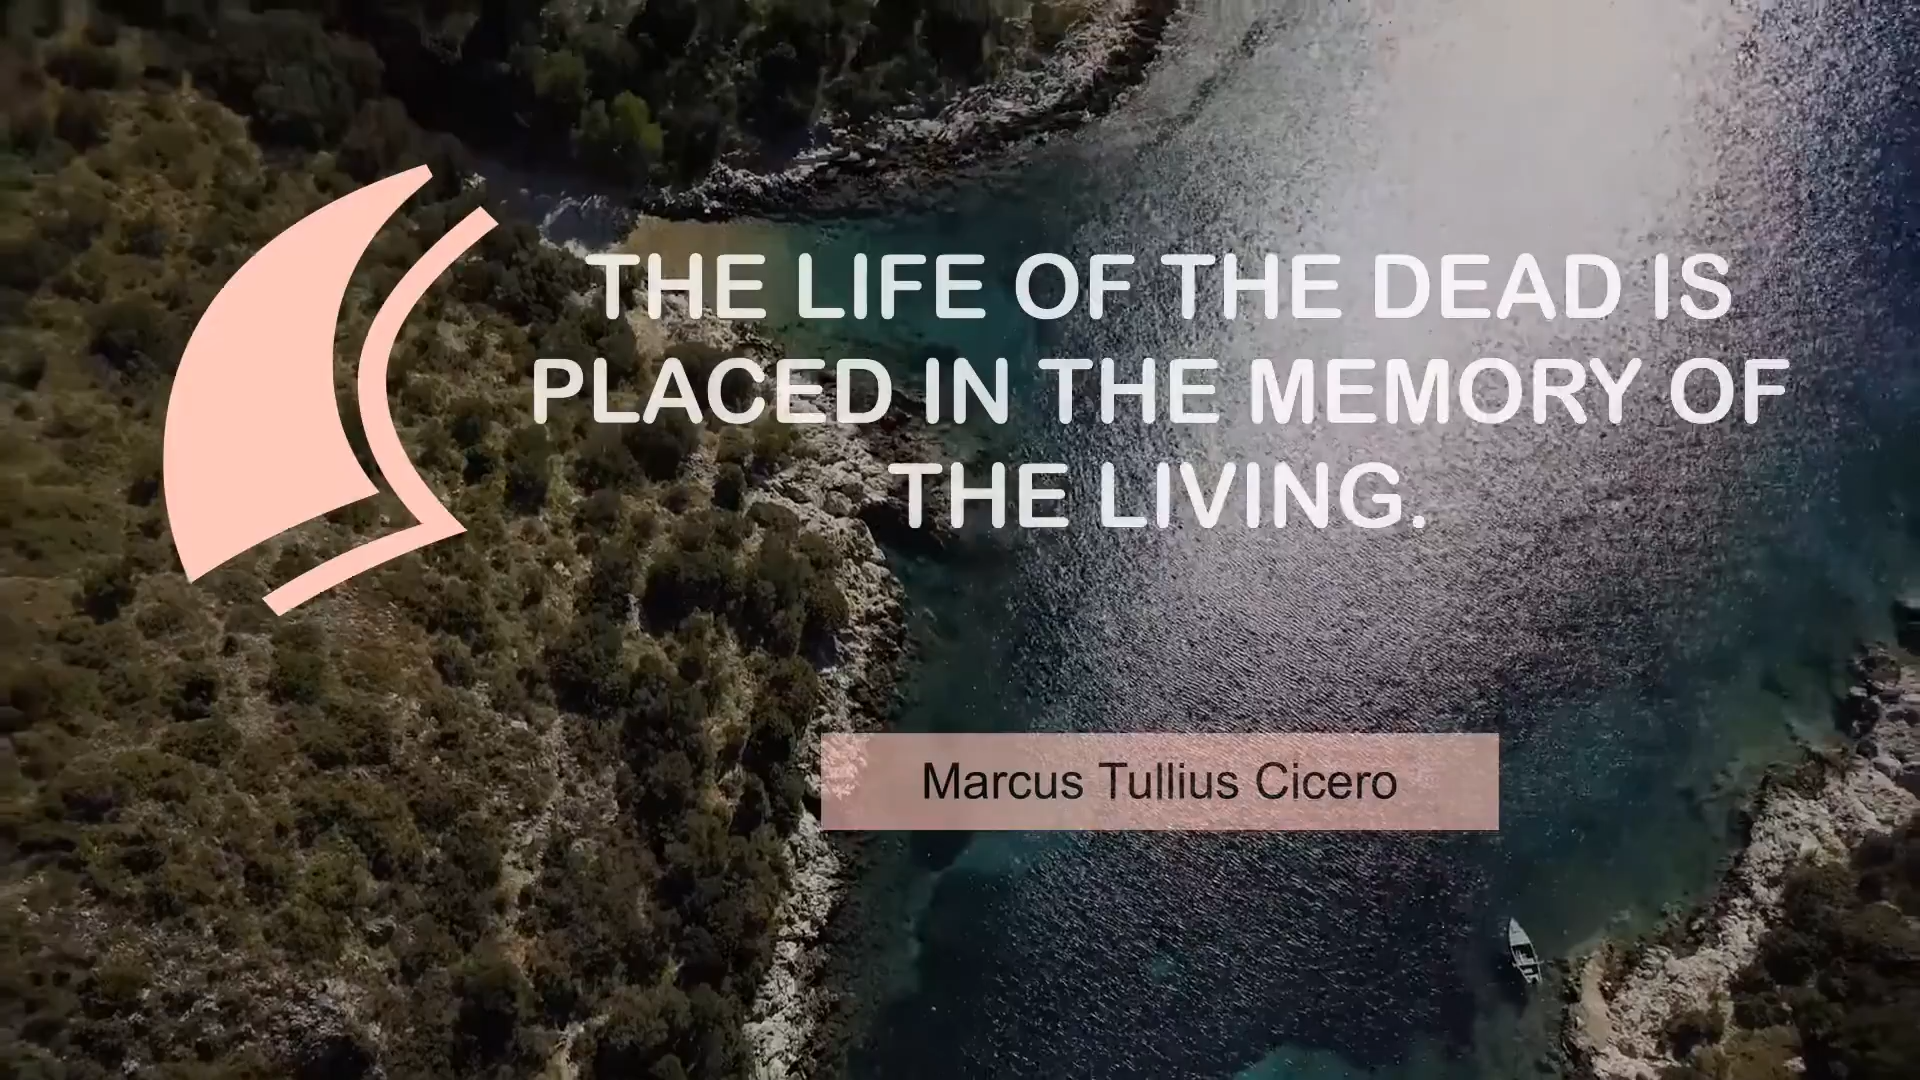 THE LIFE OF THE DEAD IS
PLACED IN THE MEMORY OF
THE LIVING.
Marcus Tullius Cicero